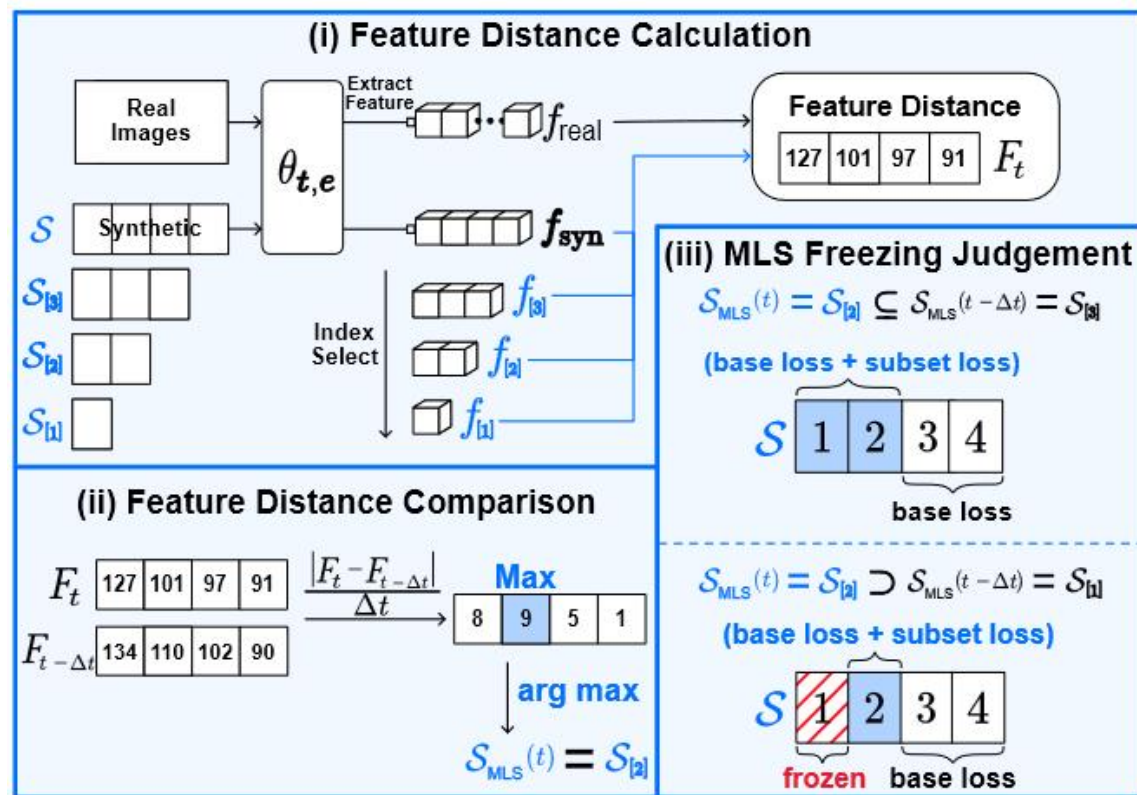 (i) Feature Distance Calculation
Real Images
θ_{t,e}
Extract Feature
... f_real
Feature Distance
127 101 97 91 F_t
S Synthetic
f_syn
S_[3]
f_[3]
S_[2]
f_[2]
S_[1]
f_[1]
Index Select
(ii) Feature Distance Comparison
F_t 127 101 97 91
F_{t-Δt} 134 110 102 90
|F_t - F_{t-Δt}|
Δt
Max
8 9 5 1
arg max
S_MLS(t) = S_[2]
(iii) MLS Freezing Judgement
S_MLS(t) = S_[2] ⊆ S_MLS(t - Δt) = S_[3]
(base loss + subset loss)
S 1 2 3 4
base loss
S_MLS(t) = S_[2] ⊃ S_MLS(t - Δt) = S_[1]
(base loss + subset loss)
S 1 2 3 4
frozen base loss